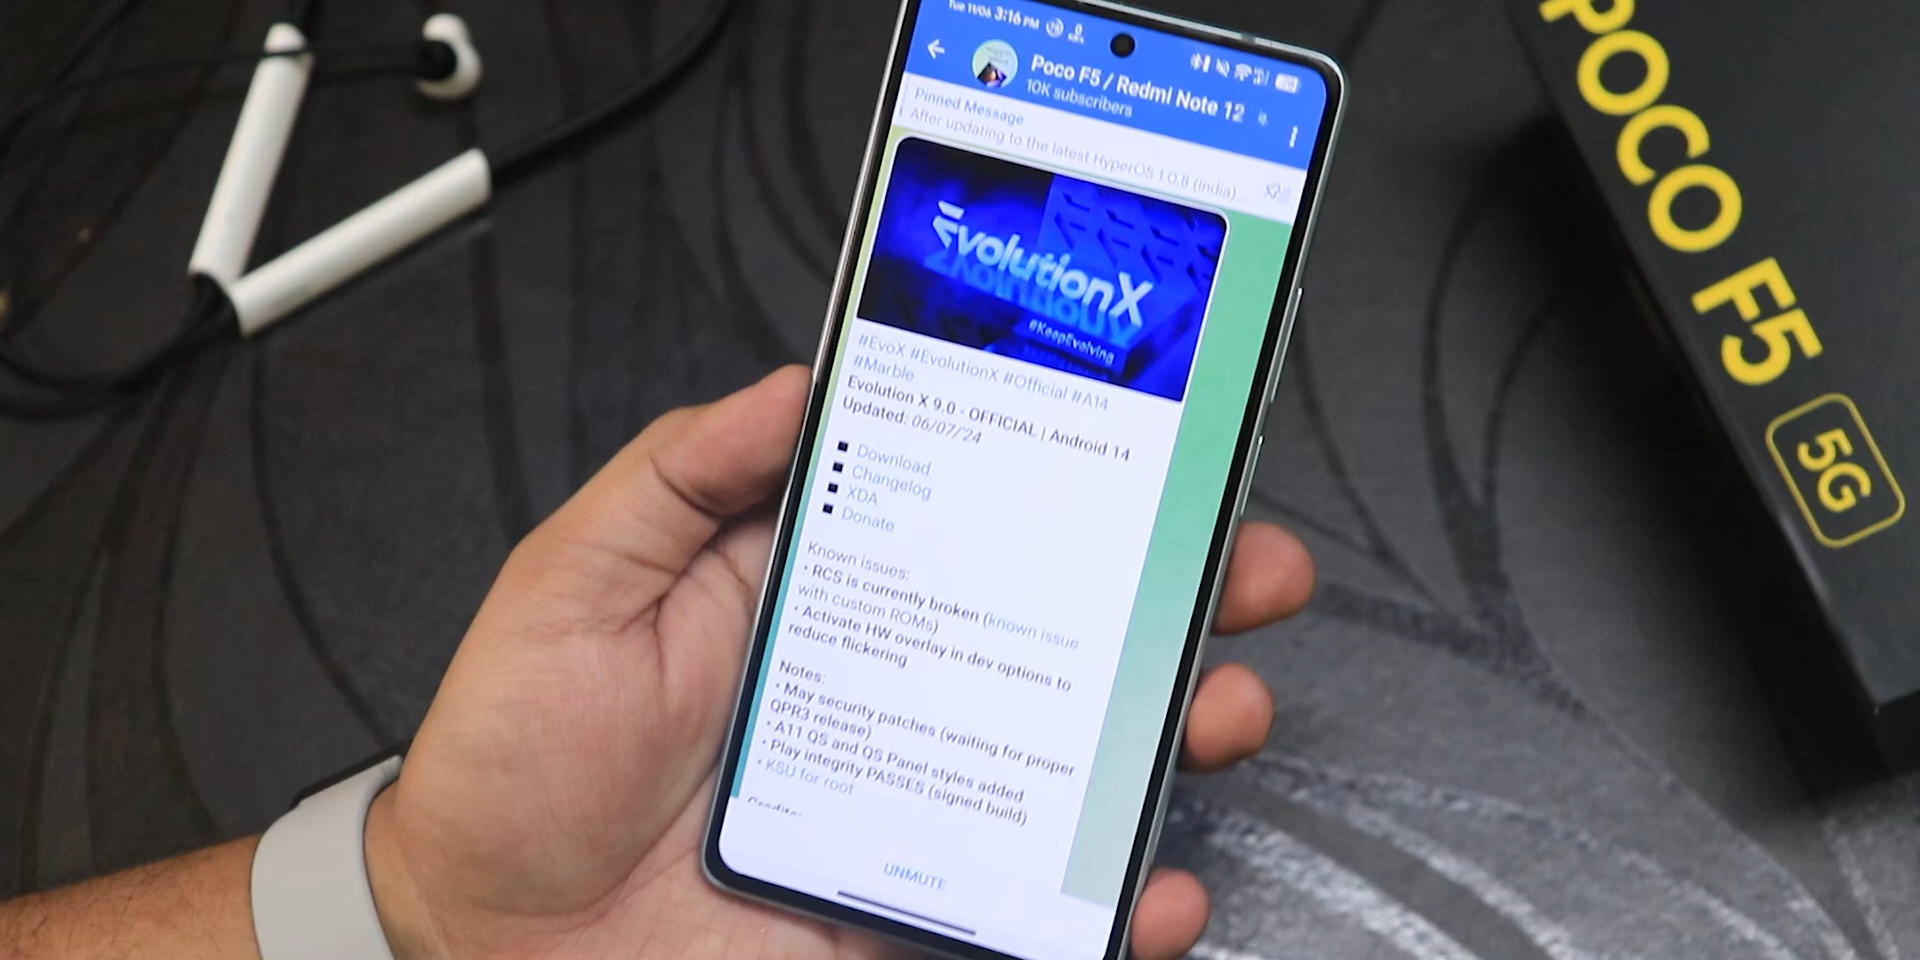 Tue 11/06 3:16 PM
Poco F5 / Redmi Note 12
10K subscribers
Pinned Message
After updating to the latest HyperOS 1.0.8 (India)...
EvolutionX
#KeepEvolving
#EvoX #EvolutionX #Official #A14
#Marble
Evolution X 9.0 - OFFICIAL | Android 14
Updated: 06/07/24
Download
Changelog
XDA
Donate
Known issues:
• RCS is currently broken (known issue
with custom ROMs)
• Activate HW overlay in dev options to
reduce flickering
Notes:
• May security patches (waiting for proper
QPR3 release)
• A11 QS and QS Panel styles added
• Play integrity PASSES (signed build)
• KSU for root
Credits:
UNMUTE
POCO F5
5G